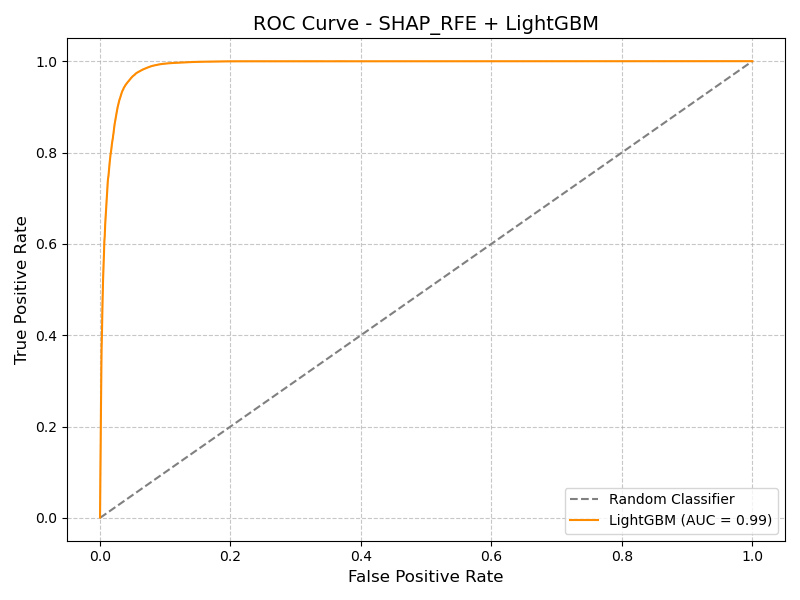 ROC Curve - SHAP_RFE + LightGBM
True Positive Rate
1.0
0.8
0.6
0.4
0.2
0.0
0.0 0.2 0.4 0.6 0.8 1.0
False Positive Rate
Random Classifier
LightGBM (AUC = 0.99)